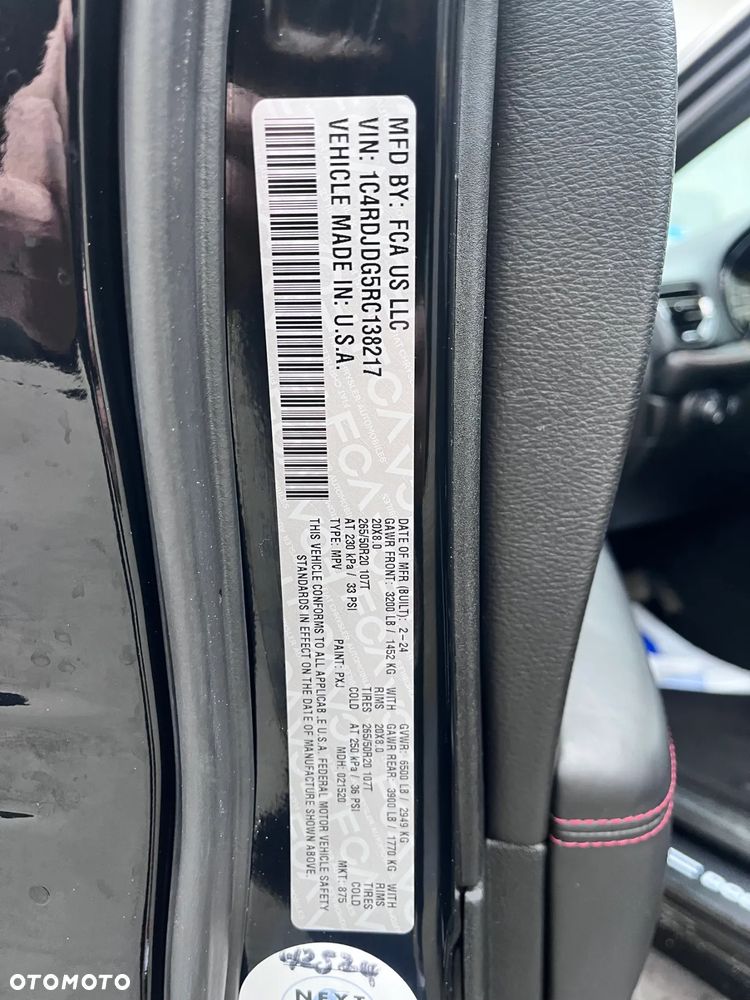 MFD BY: FCA US LLC
VIN: 1C4RDJDG5RC138217
VEHICLE MADE IN: U.S.A.
DATE OF MFR (BUILT): 2-24 GVWR: 6500 LB / 2949 KG
GAWR FRONT: 3200 LB / 1452 KG WITH GAWR REAR: 3900 LB / 1770 KG WITH
20X8.0 RIMS 20X8.0 RIMS
265/50R20 107T TIRES 265/50R20 107T TIRES
AT 230 kPa / 33 PSI COLD AT 250 kPa / 36 PSI COLD
TYPE: MPV PAINT: PXJ MDH: 021520 MKT: 875
THIS VEHICLE CONFORMS TO ALL APPLICABLE U.S.A. FEDERAL MOTOR VEHICLE SAFETY
STANDARDS IN EFFECT ON THE DATE OF MANUFACTURE SHOWN ABOVE.
NEXT
OTOMOTO
OTOMOTO